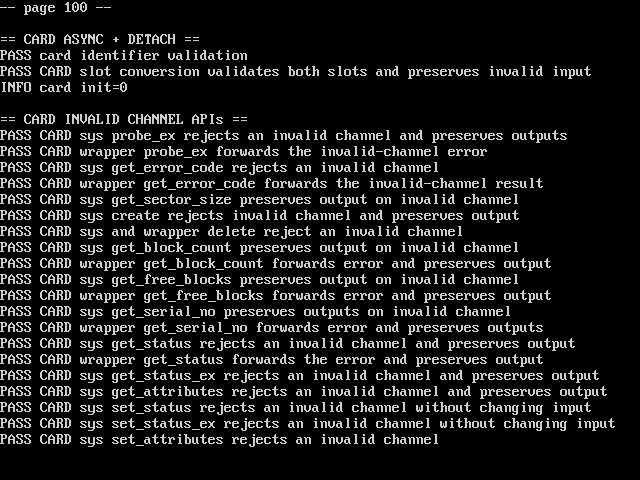 -- page 100 --
== CARD ASYNC + DETACH ==
PASS card identifier validation
PASS CARD slot conversion validates both slots and preserves invalid input
INFO card init=0
== CARD INVALID CHANNEL APIs ==
PASS CARD sys probe_ex rejects an invalid channel and preserves outputs
PASS CARD wrapper probe_ex forwards the invalid-channel error
PASS CARD sys get_error_code rejects an invalid channel
PASS CARD wrapper get_error_code forwards the invalid-channel result
PASS CARD sys get_sector_size preserves output on invalid channel
PASS CARD sys create rejects invalid channel and preserves output
PASS CARD sys and wrapper delete reject an invalid channel
PASS CARD sys get_block_count preserves output on invalid channel
PASS CARD wrapper get_block_count forwards error and preserves output
PASS CARD sys get_free_blocks preserves output on invalid channel
PASS CARD wrapper get_free_blocks forwards error and preserves output
PASS CARD sys get_serial_no preserves outputs on invalid channel
PASS CARD wrapper get_serial_no forwards error and preserves outputs
PASS CARD sys get_status rejects an invalid channel and preserves output
PASS CARD wrapper get_status forwards the error and preserves output
PASS CARD sys get_status_ex rejects an invalid channel and preserves output
PASS CARD sys get_attributes rejects an invalid channel and preserves output
PASS CARD sys set_status rejects an invalid channel without changing input
PASS CARD sys set_status_ex rejects an invalid channel without changing input
PASS CARD sys set_attributes rejects an invalid channel